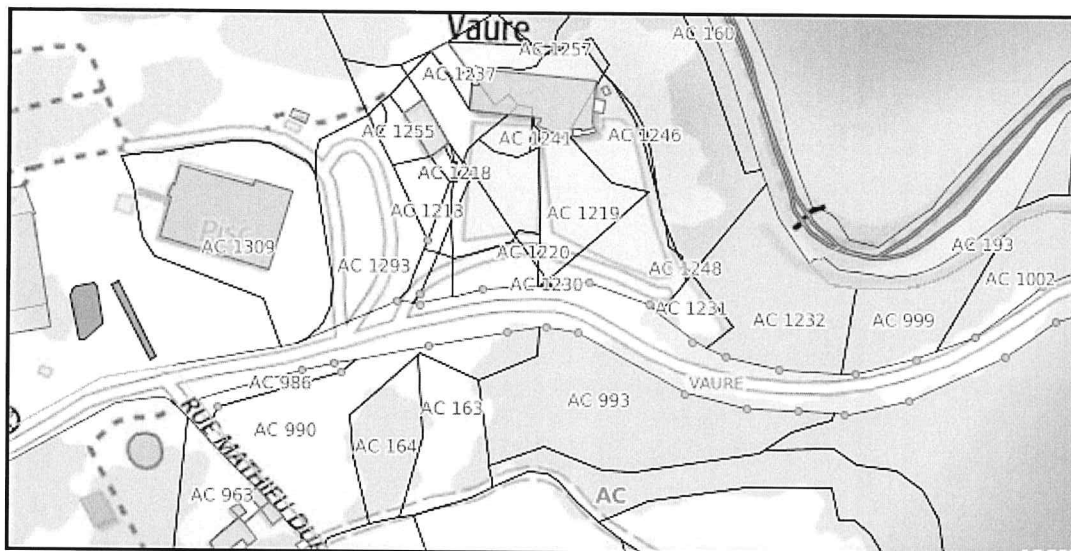 Vaure
AC 160
AC 1257
AC 1237
AC 1255
AC 1241
AC 1246
AC 1218
AC 1213
AC 1219
AC 193
AC 1309
AC 1293
AC 1220
AC 1248
AC 1002
AC 1230
AC 1231
AC 1232
AC 999
AC 986
VAURE
AC 993
AC 990
AC 163
AC 164
AC 963
RUE MATHIEU
AC